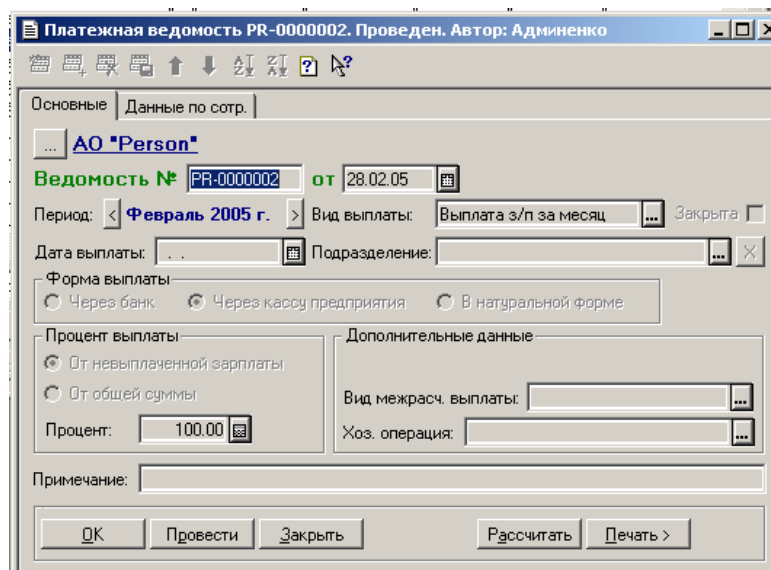 Платежная ведомость PR-0000002. Проведен. Автор: Админенко
Основные Данные по сотр.
... АО "Person"
Ведомость № PR-0000002 от 28.02.05
Период: < Февраль 2005 г. > Вид выплаты: Выплата з/п за месяц ... Закрыта
Дата выплаты: . . Подразделение: ... X
Форма выплаты
Через банк Через кассу предприятия В натуральной форме
Процент выплаты Дополнительные данные
От невыплаченной зарплаты
От общей суммы
Вид межрасч. выплаты: ...
Процент: 100.00
Хоз. операция: ...
Примечание:
OK Провести Закрыть Рассчитать Печать >